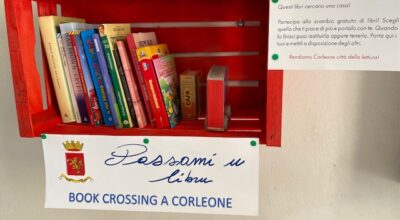 Questi libri cercano una casa!
Partecipa allo scambio gratuito di libri! Scegli
quello che ti piace di più e portalo con te. Quando
lo finisci puoi restituirlo oppure tenerlo. Porta qui i
tuoi e mettili a disposizione degli altri.
Rendiamo Corleone città della lettura!
Passami u
libru
BOOK CROSSING A CORLEONE